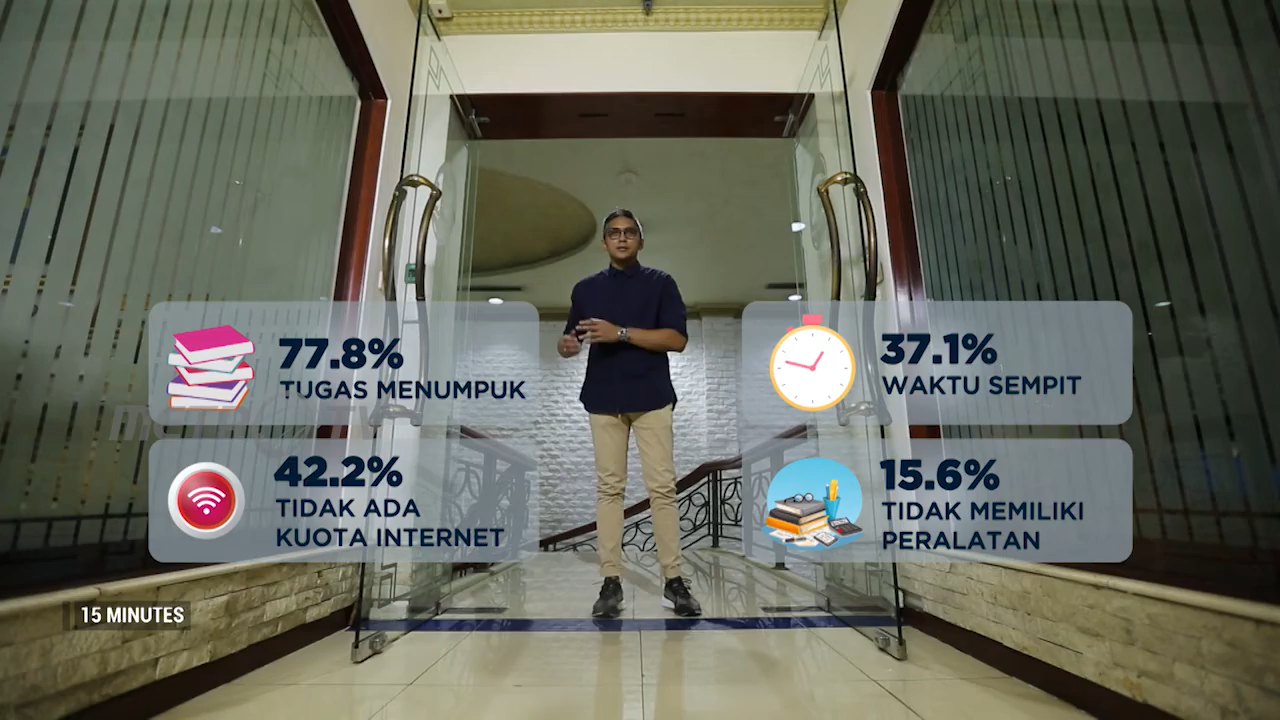 77.8%
TUGAS MENUMPUK
42.2%
TIDAK ADA
KUOTA INTERNET
37.1%
WAKTU SEMPIT
15.6%
TIDAK MEMILIKI
PERALATAN
15 MINUTES